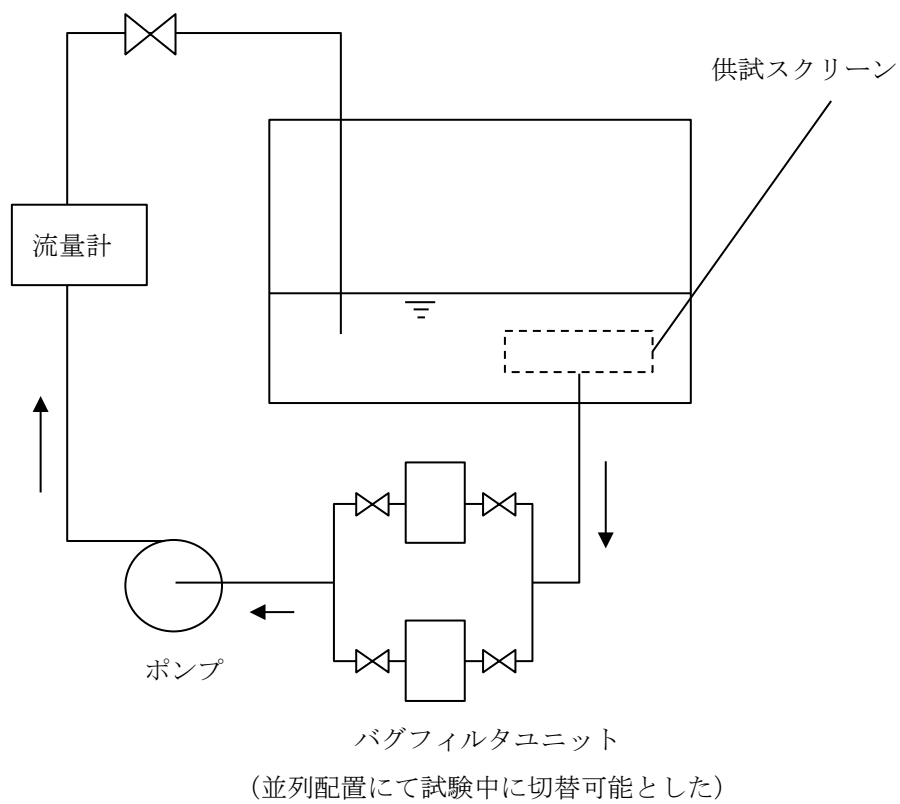 供試スクリーン
流量計
ポンプ
バグフィルタユニット
（並列配置にて試験中に切替可能とした）